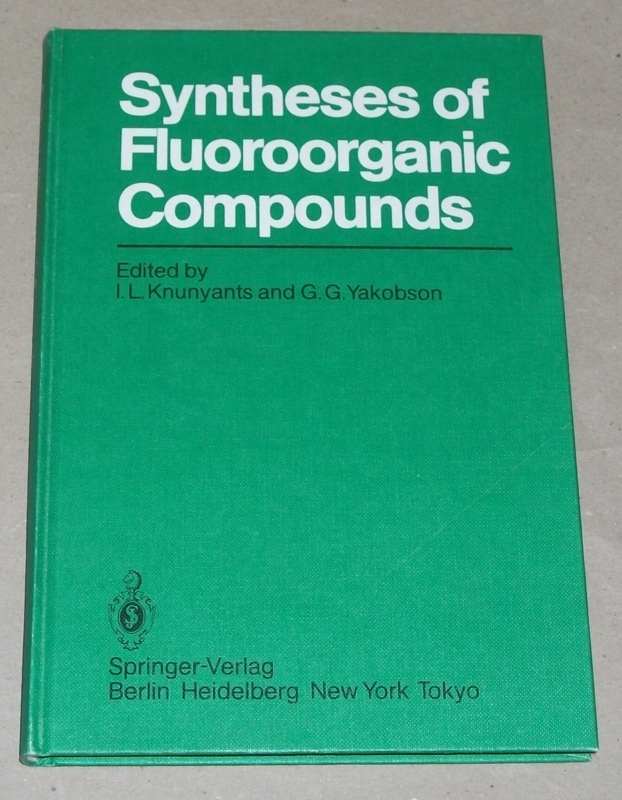 Syntheses of
Fluoroorganic
Compounds
Edited by
I. L. Knunyants and G. G. Yakobson
Springer-Verlag
Berlin Heidelberg New York Tokyo